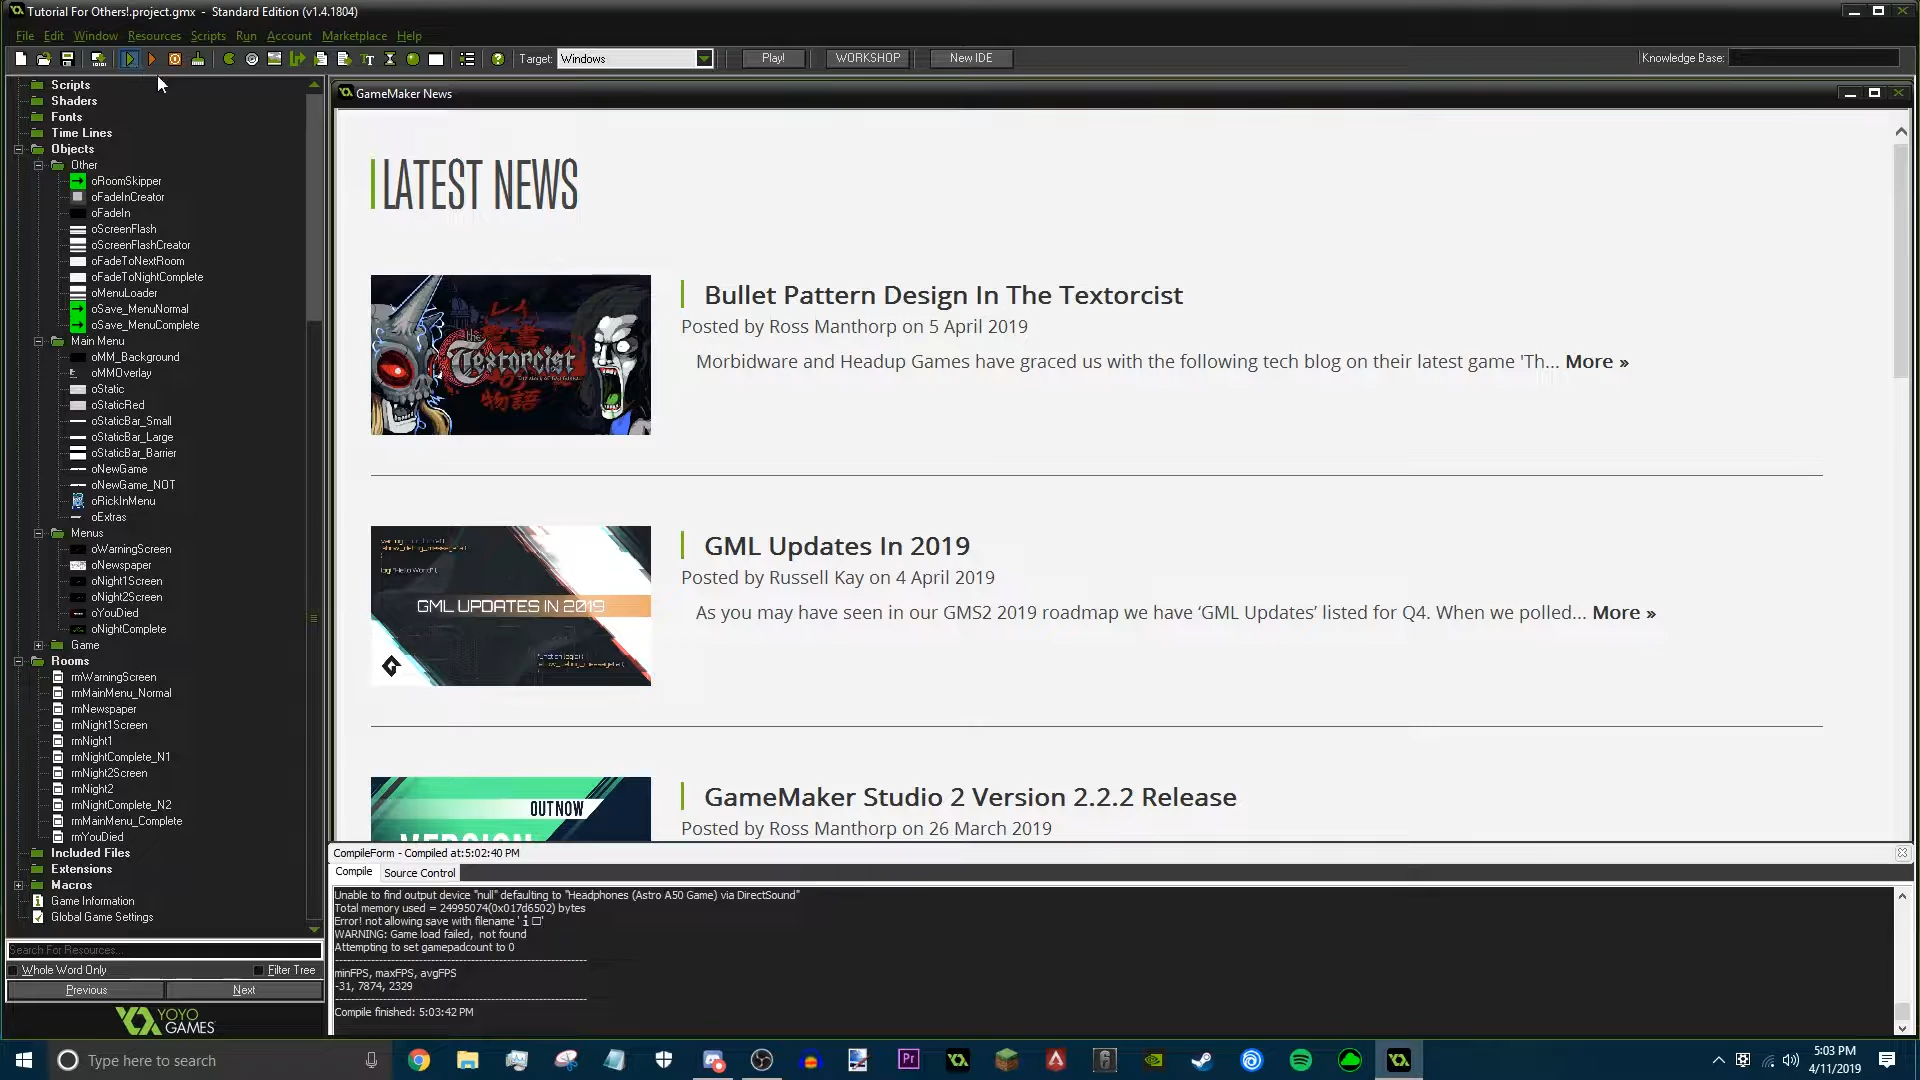 Tutorial For Others!.project.gmx - Standard Edition (v1.4.1804)
File Edit Window Resources Scripts Run Account Marketplace Help
Target: Windows Play! WORKSHOP New IDE Knowledge Base:
Scripts
Shaders
Fonts
Time Lines
Objects
Other
oRoomSkipper
oFadeInCreator
oFadeIn
oScreenFlash
oScreenFlashCreator
oFadeToNextRoom
oFadeToNightComplete
oMenuLoader
oSave_MenuNormal
oSave_MenuComplete
Main Menu
oMM_Background
oMMOverlay
oStatic
oStaticRed
oStaticBar_Small
oStaticBar_Large
oStaticBar_Barrier
oNewGame
oNewGame_NOT
oRickInMenu
oExtras
Menus
oWarningScreen
oNewspaper
oNight1Screen
oNight2Screen
oYouDied
oNightComplete
Game
Rooms
rmWarningScreen
rmMainMenu_Normal
rmNewspaper
rmNight1Screen
rmNight1
rmNightComplete_N1
rmNight2Screen
rmNight2
rmNightComplete_N2
rmMainMenu_Complete
rmYouDied
Included Files
Extensions
Macros
Game Information
Global Game Settings
Search For Resources...
Whole Word Only Filter Tree
Previous Next
YOYO
GAMES
GameMaker News
LATEST NEWS
the
Textorcist
物語
Bullet Pattern Design In The Textorcist
Posted by Ross Manthorp on 5 April 2019
Morbidware and Headup Games have graced us with the following tech blog on their latest game 'Th... More »
GML UPDATES IN 2019
GML Updates In 2019
Posted by Russell Kay on 4 April 2019
As you may have seen in our GMS2 2019 roadmap we have ‘GML Updates’ listed for Q4. When we polled... More »
OUT NOW
VERSION
GameMaker Studio 2 Version 2.2.2 Release
Posted by Ross Manthorp on 26 March 2019
CompileForm - Compiled at:5:02:40 PM
Compile Source Control
Unable to find output device "null" defaulting to "Headphones (Astro A50 Game) via DirectSound"
Total memory used = 24995074(0x017d6502) bytes
Error! not allowing save with filename '
WARNING: Game load failed, not found
Attempting to set gamepadcount to 0
minFPS, maxFPS, avgFPS
-31, 7874, 2329
Compile finished: 5:03:42 PM
Type here to search
Pr
5:03 PM
4/11/2019